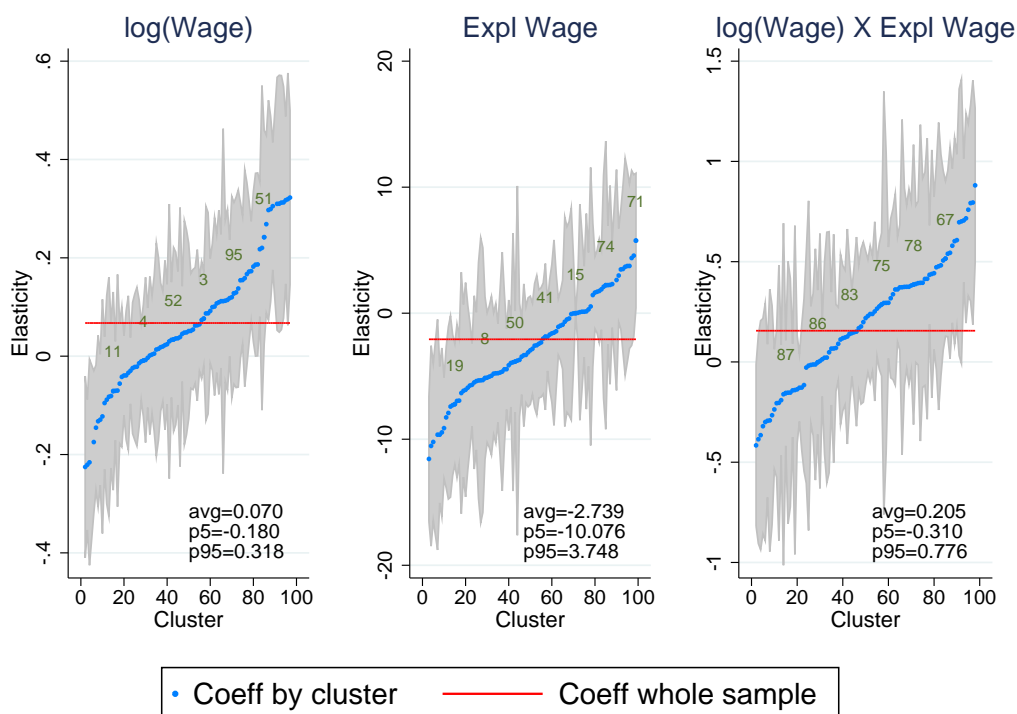 log(Wage)
Expl Wage
log(Wage) X Expl Wage
Elasticity
.6
.4
.2
0
-.2
-.4
11
4
52
3
95
51
avg=0.070
p5=-0.180
p95=0.318
0 20 40 60 80 100
Cluster
Elasticity
20
10
0
-10
-20
19
8
50
41
15
74
71
avg=-2.739
p5=-10.076
p95=3.748
0 20 40 60 80 100
Cluster
Elasticity
1.5
1
.5
0
-.5
-1
87
86
83
75
78
67
avg=0.205
p5=-0.310
p95=0.776
0 20 40 60 80 100
Cluster
Coeff by cluster
Coeff whole sample